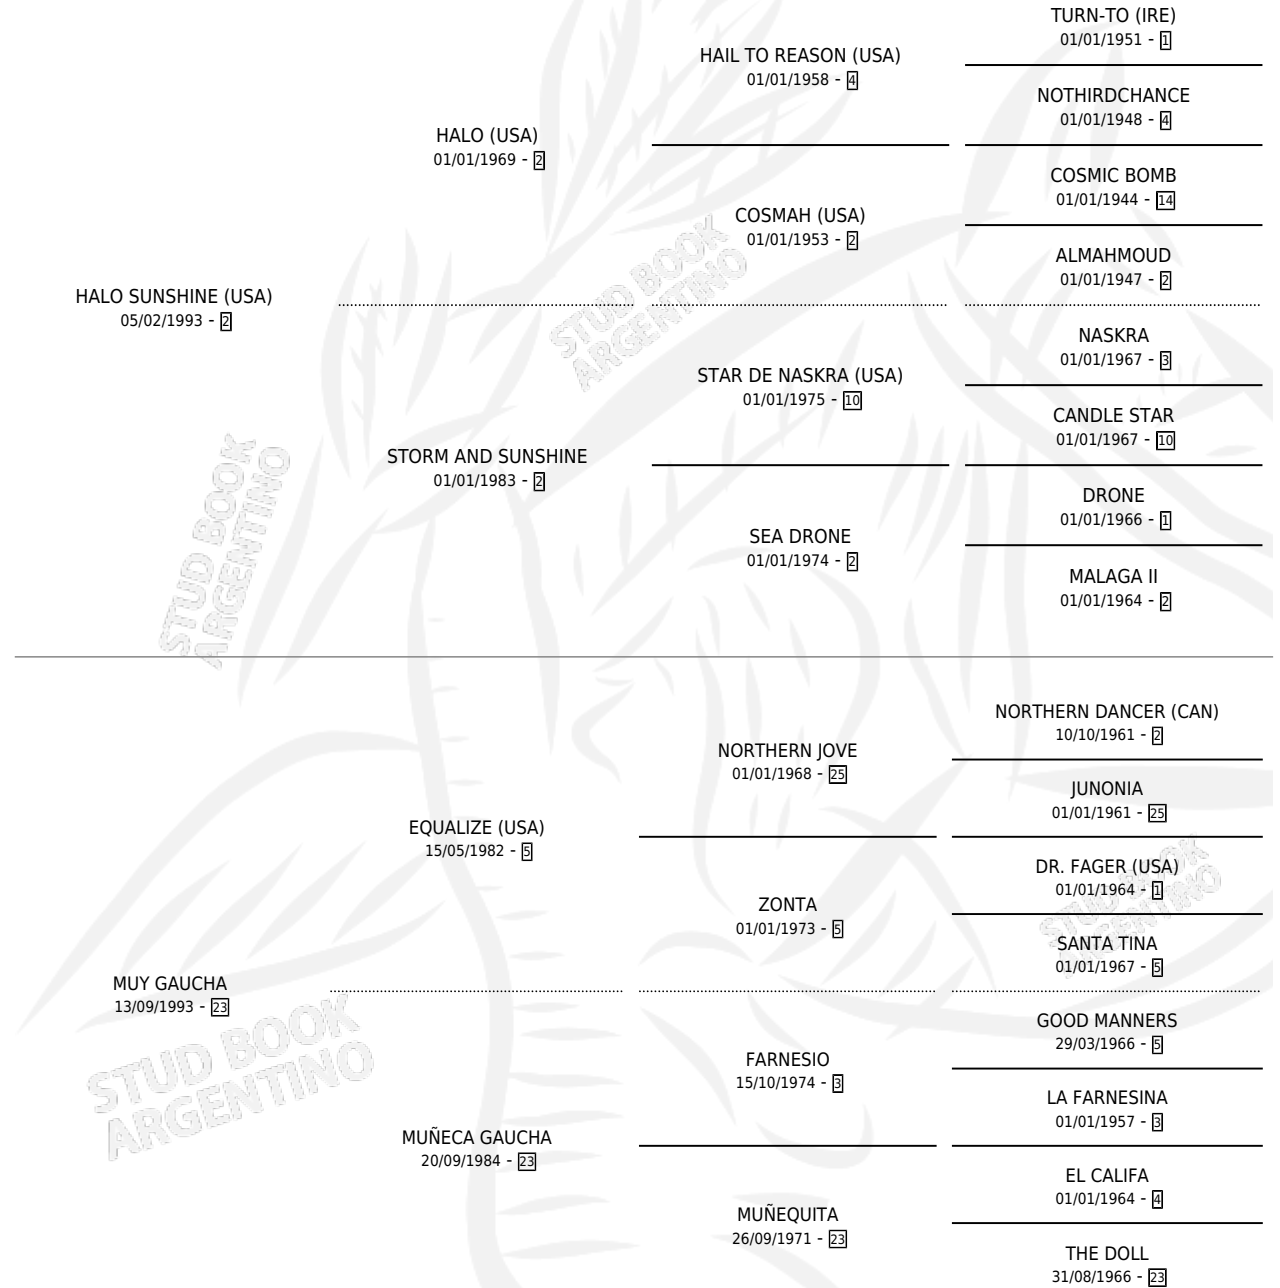 TURN-TO (IRE)
01/01/1951 - 1
HAIL TO REASON (USA)
01/01/1958 - 4
NOTHIRDCHANCE
01/01/1948 - 4
HALO (USA)
01/01/1969 - 2
COSMIC BOMB
01/01/1944 - 14
COSMAH (USA)
01/01/1953 - 2
ALMAHMOUD
01/01/1947 - 2
HALO SUNSHINE (USA)
05/02/1993 - 2
NASKRA
01/01/1967 - 3
STAR DE NASKRA (USA)
01/01/1975 - 10
CANDLE STAR
01/01/1967 - 10
STORM AND SUNSHINE
01/01/1983 - 2
DRONE
01/01/1966 - 1
SEA DRONE
01/01/1974 - 2
MALAGA II
01/01/1964 - 2
STUD BOOK
ARGENTINO
STUD BOOK
ARGENTINO
NORTHERN DANCER (CAN)
10/10/1961 - 2
NORTHERN JOVE
01/01/1968 - 25
JUNONIA
01/01/1961 - 25
EQUALIZE (USA)
15/05/1982 - 5
DR. FAGER (USA)
01/01/1964 - 1
ZONTA
01/01/1973 - 5
SANTA TINA
01/01/1967 - 5
MUY GAUCHA
13/09/1993 - 23
GOOD MANNERS
29/03/1966 - 5
FARNESIO
15/10/1974 - 3
LA FARNESINA
01/01/1957 - 3
MUÑECA GAUCHA
20/09/1984 - 23
EL CALIFA
01/01/1964 - 4
MUÑEQUITA
26/09/1971 - 23
THE DOLL
31/08/1966 - 23
STUD BOOK
ARGENTINO
STUD BOOK
ARGENTINO